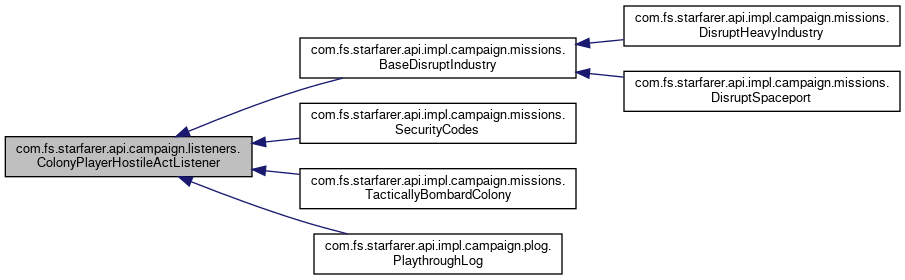 com.fs.starfarer.api.impl.campaign.missions.
DisruptHeavyIndustry
com.fs.starfarer.api.impl.campaign.missions.
BaseDisruptIndustry
com.fs.starfarer.api.impl.campaign.missions.
DisruptSpaceport
com.fs.starfarer.api.impl.campaign.missions.
SecurityCodes
com.fs.starfarer.api.campaign.listeners.
ColonyPlayerHostileActListener
com.fs.starfarer.api.impl.campaign.missions.
TacticallyBombardColony
com.fs.starfarer.api.impl.campaign.plog.
PlaythroughLog